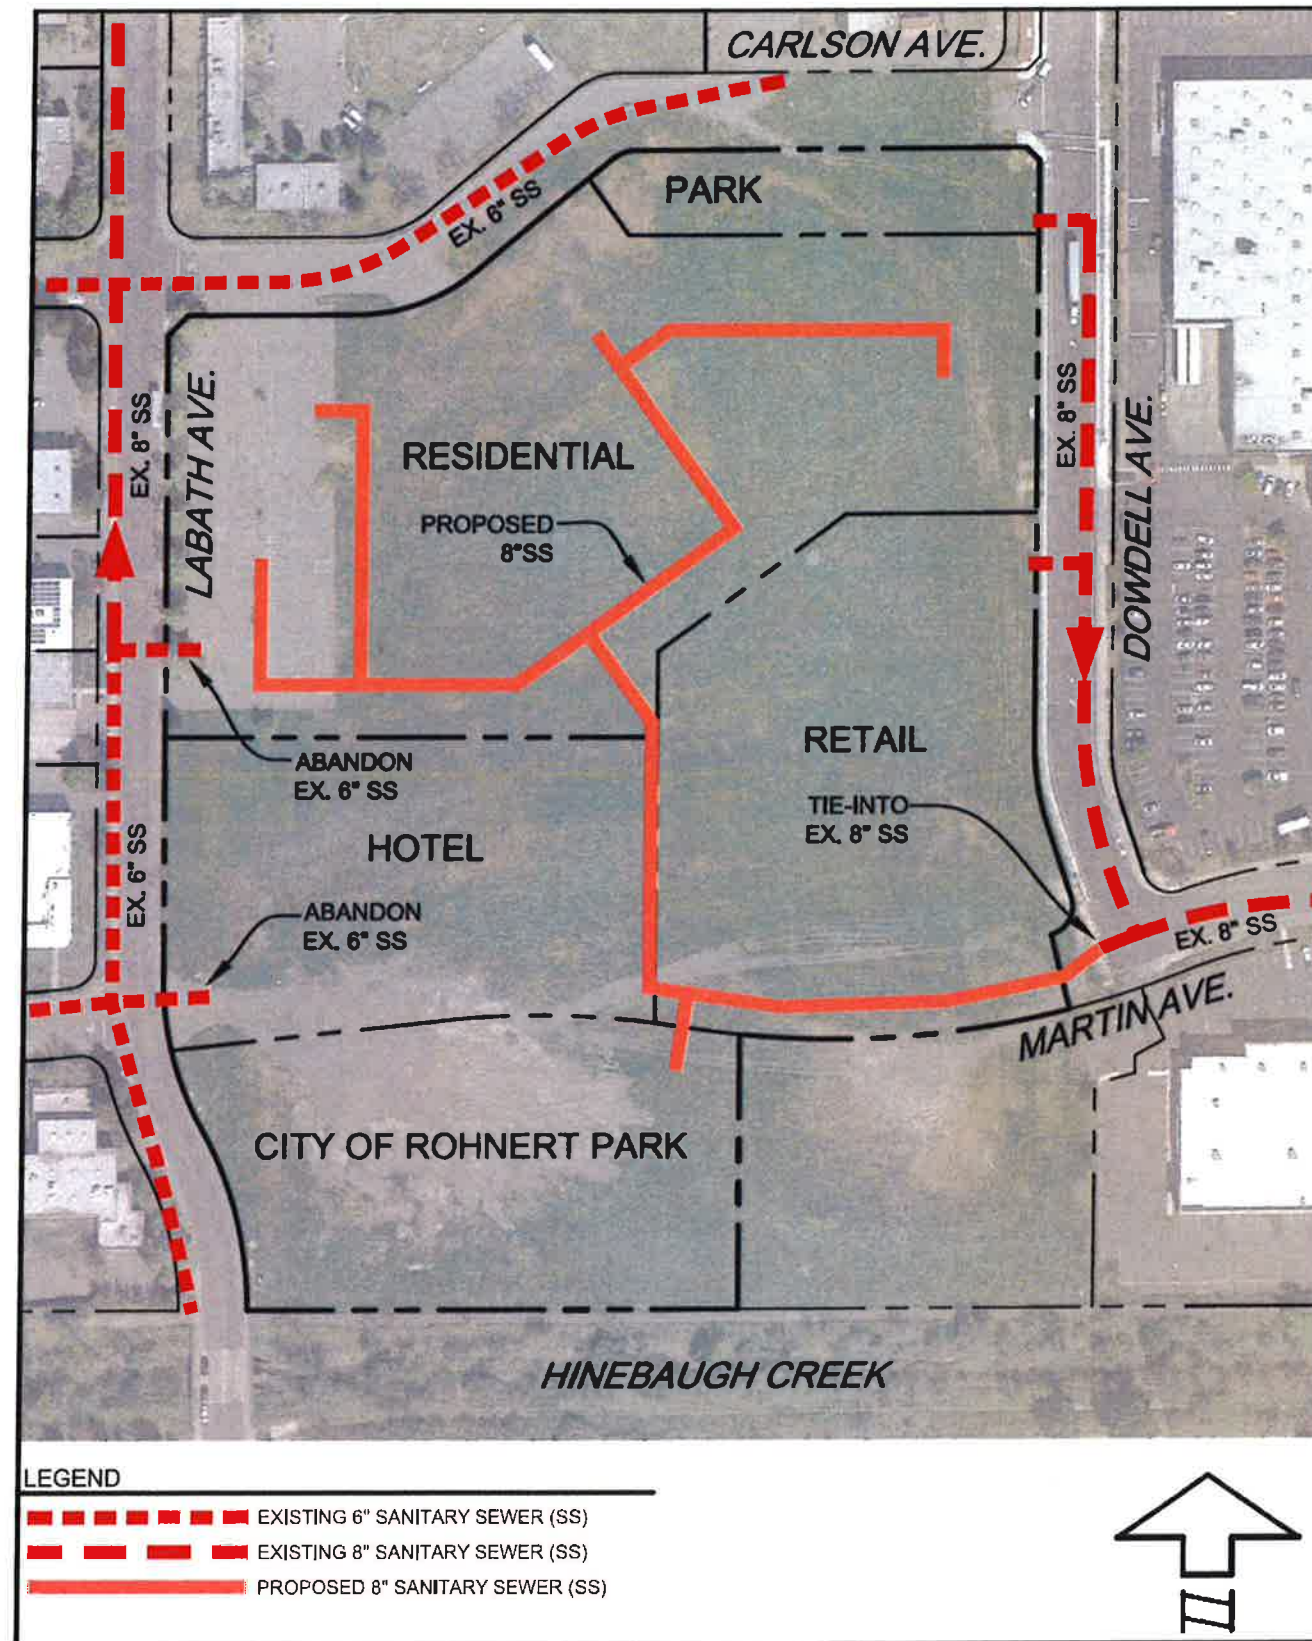 CARLSON AVE.
PARK
EX. 6" SS
EX. 8" SS
LABATH AVE.
RESIDENTIAL
PROPOSED
8"SS
EX. 8" SS
DOWDELL AVE.
ABANDON
EX. 6" SS
RETAIL
TIE-INTO
EX. 8" SS
HOTEL
EX. 6" SS
ABANDON
EX. 6" SS
EX. 8" SS
MARTIN AVE.
CITY OF ROHNERT PARK
HINEBAUGH CREEK
LEGEND
EXISTING 6" SANITARY SEWER (SS)
EXISTING 8" SANITARY SEWER (SS)
PROPOSED 8" SANITARY SEWER (SS)